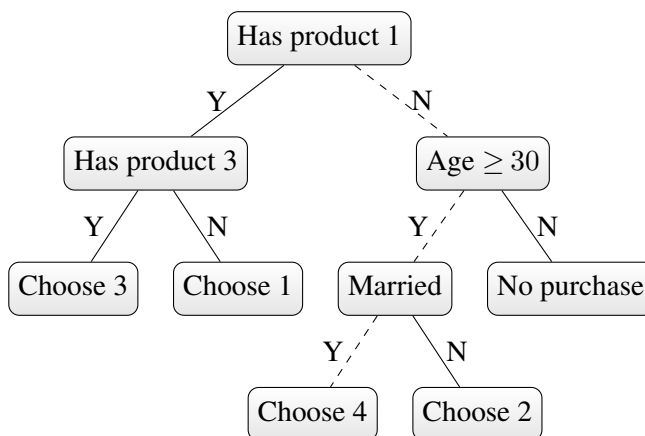 Has product 1
Y
N
Has product 3
Age ≥ 30
Y
N
Y
N
Choose 3
Choose 1
Married
No purchase
Y
N
Choose 4
Choose 2